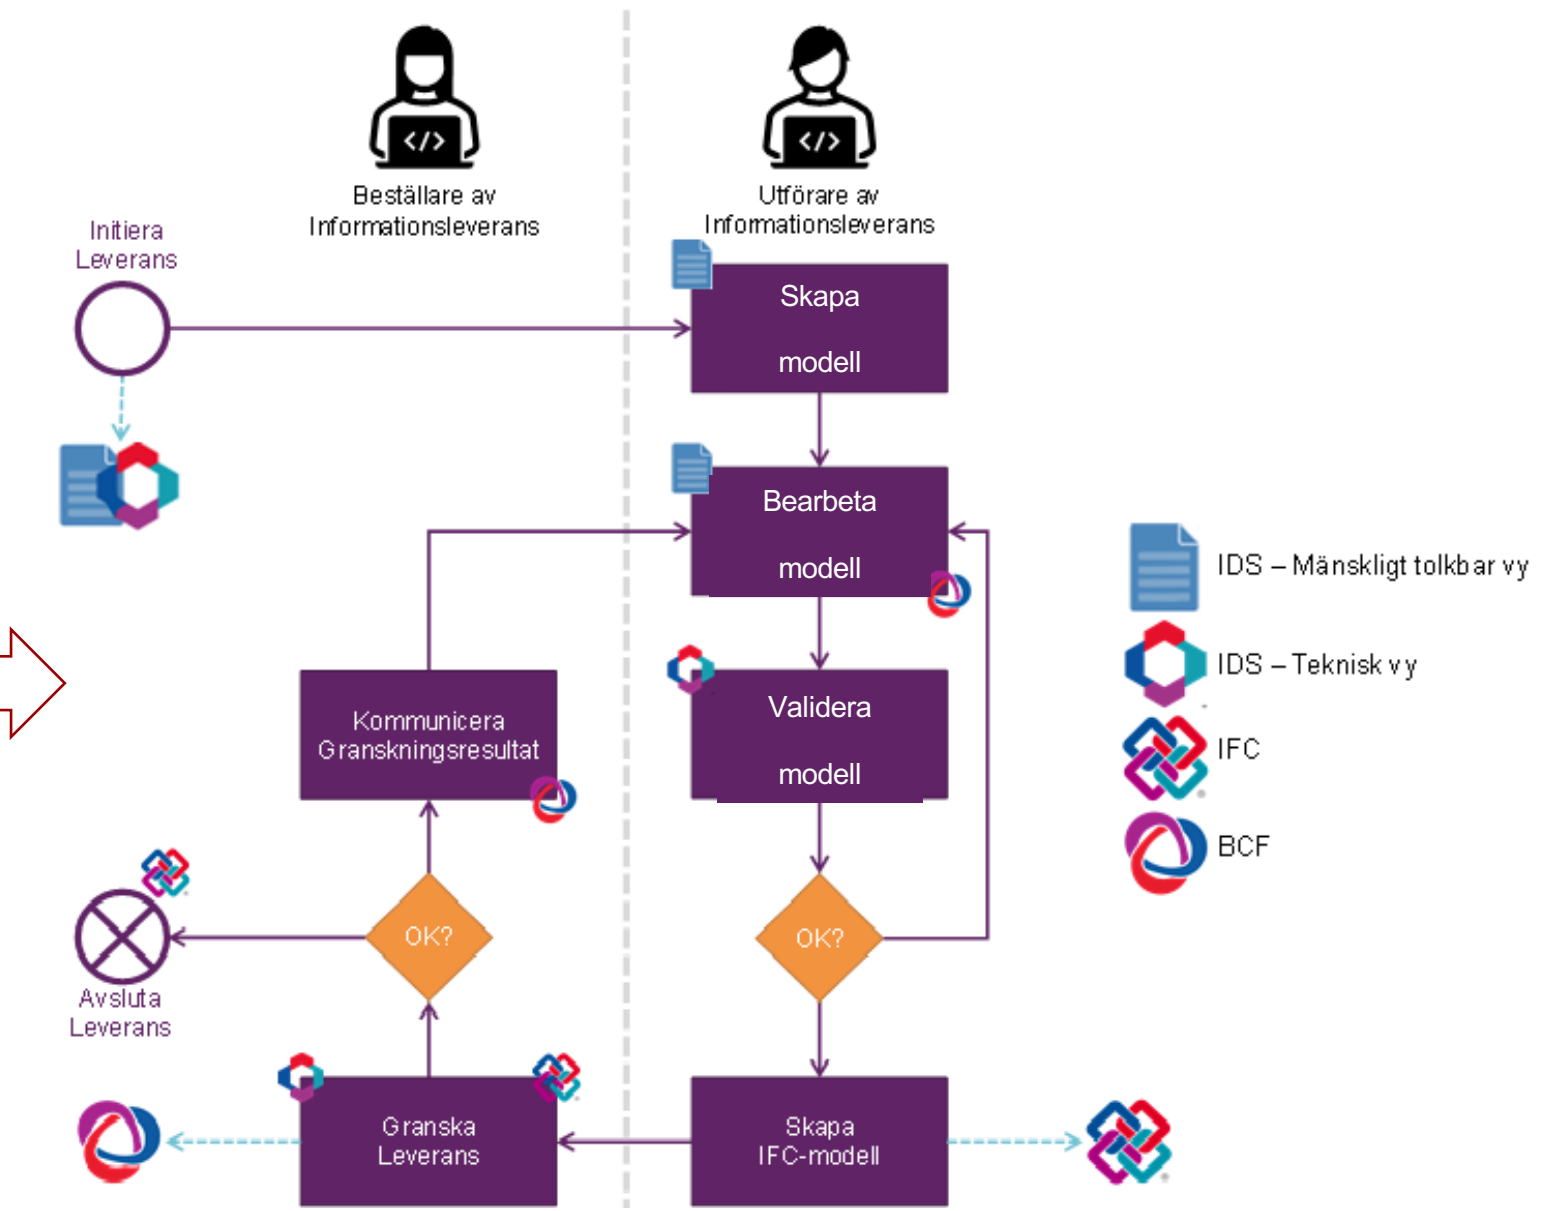 </>
</>
Beställare av
Informationsleverans
Utförare av
Informationsleverans
Initiera
Leverans
Skapa
modell
Bearbeta
modell
IDS – Mänskligt tolkbar vy
IDS – Teknisk vy
IFC
BCF
Kommunicera
Granskningsresultat
Validera
modell
OK?
OK?
Avsluta
Leverans
Granska
Leverans
Skapa
IFC-modell